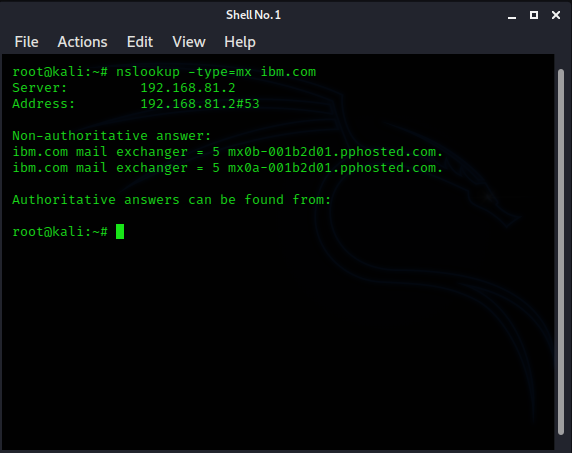 Shell No. 1
File Actions Edit View Help
root@kali:~# nslookup -type=mx ibm.com
Server: 192.168.81.2
Address: 192.168.81.2#53
Non-authoritative answer:
ibm.com mail exchanger = 5 mx0b-001b2d01.pphosted.com.
ibm.com mail exchanger = 5 mx0a-001b2d01.pphosted.com.
Authoritative answers can be found from:
root@kali:~#